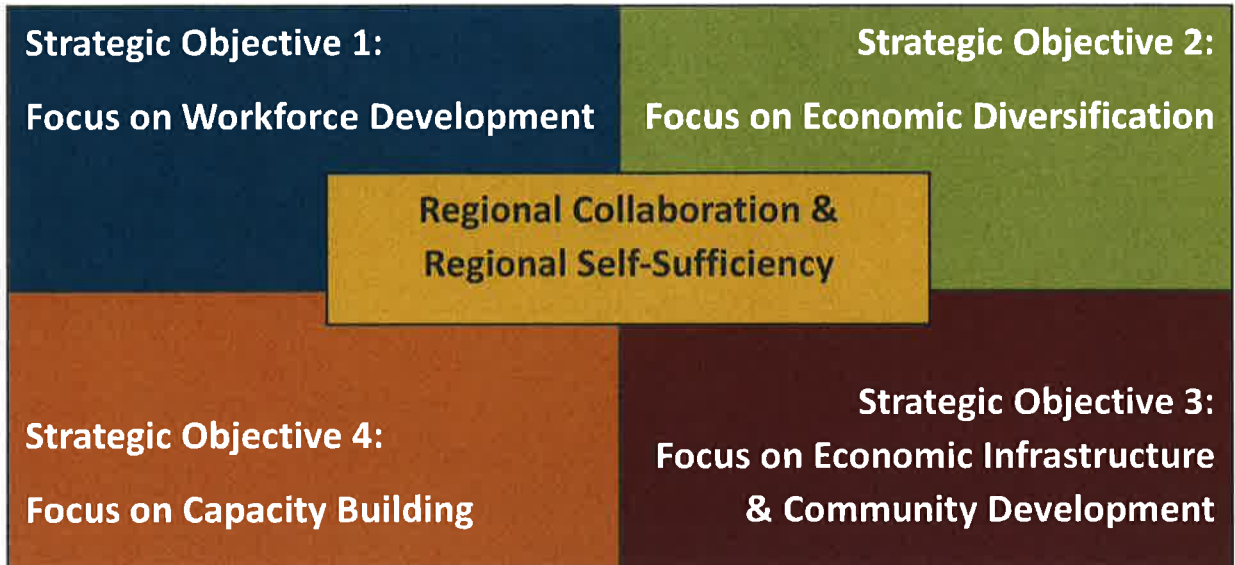 Strategic Objective 1:
Focus on Workforce Development
Strategic Objective 2:
Focus on Economic Diversification
Regional Collaboration &
Regional Self-Sufficiency
Strategic Objective 4:
Focus on Capacity Building
Strategic Objective 3:
Focus on Economic Infrastructure
& Community Development